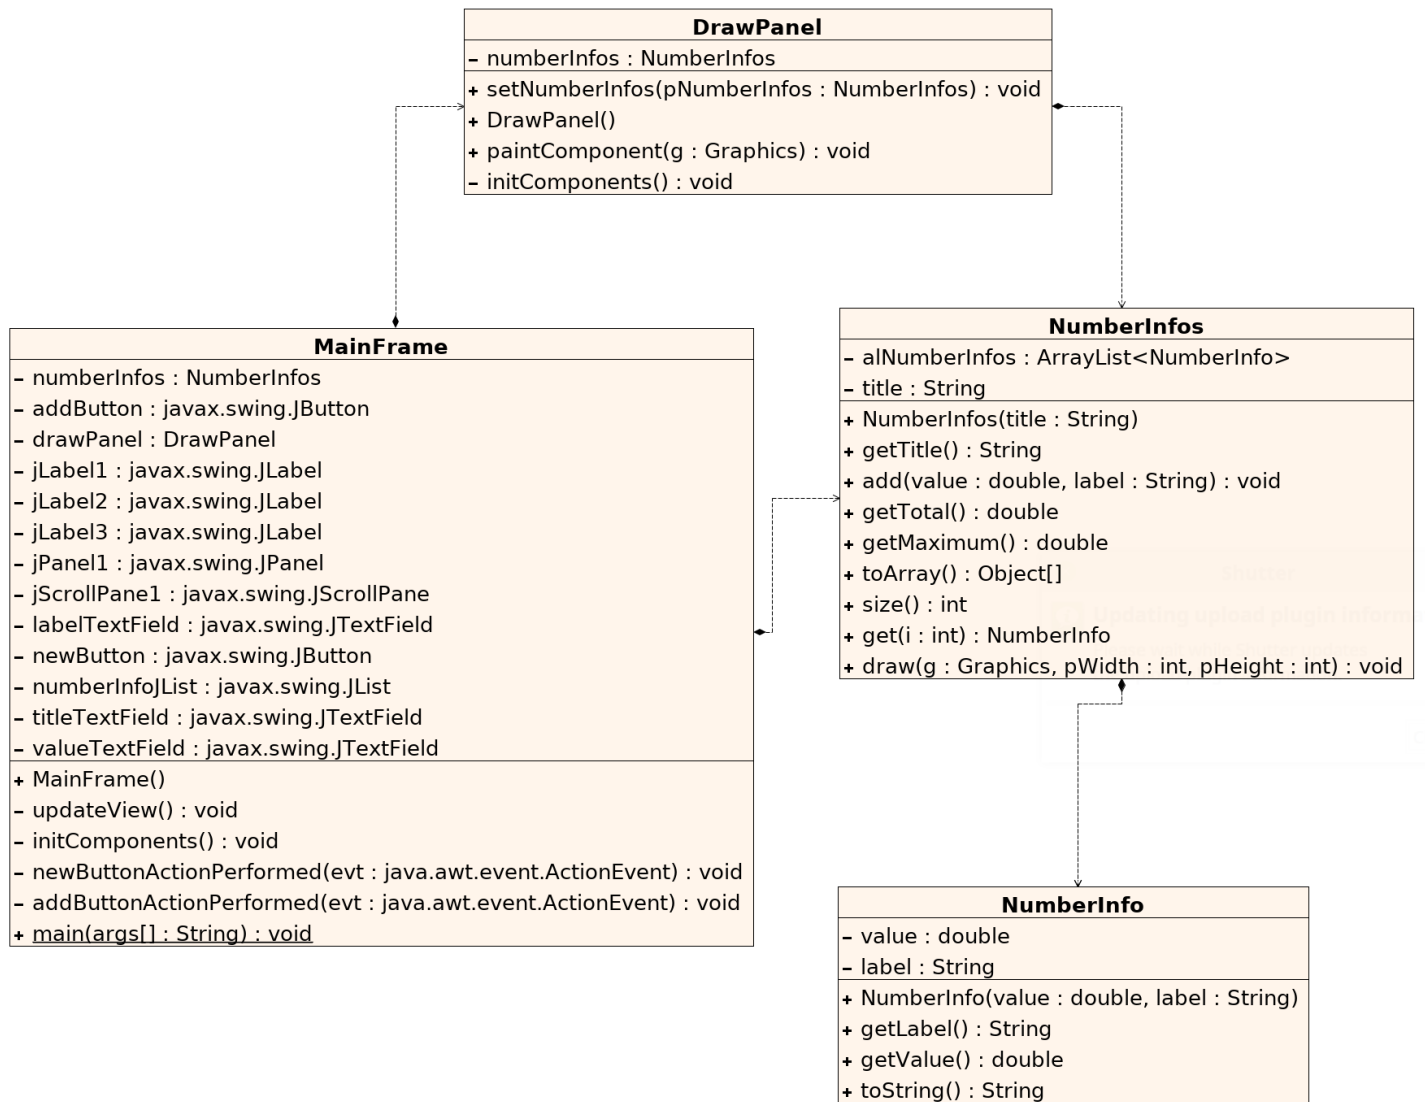 DrawPanel
- numberInfos : NumberInfos
+ setNumberInfos(pNumberInfos : NumberInfos) : void
+ DrawPanel()
+ paintComponent(g : Graphics) : void
- initComponents() : void
MainFrame
- numberInfos : NumberInfos
- addButton : javax.swing.JButton
- drawPanel : DrawPanel
- jLabel1 : javax.swing.JLabel
- jLabel2 : javax.swing.JLabel
- jLabel3 : javax.swing.JLabel
- jPanel1 : javax.swing.JPanel
- jScrollPane1 : javax.swing.JScrollPane
- labelTextField : javax.swing.JTextField
- newButton : javax.swing.JButton
- numberInfoJList : javax.swing.JList
- titleTextField : javax.swing.JTextField
- valueTextField : javax.swing.JTextField
+ MainFrame()
- updateView() : void
- initComponents() : void
- newButtonActionPerformed(evt : java.awt.event.ActionEvent) : void
- addButtonActionPerformed(evt : java.awt.event.ActionEvent) : void
+ main(args[] : String) : void
NumberInfos
- alNumberInfos : ArrayList<NumberInfo>
- title : String
+ NumberInfos(title : String)
+ getTitle() : String
+ add(value : double, label : String) : void
+ getTotal() : double
+ getMaximum() : double
+ toArray() : Object[]
Shutter
+ size() : int
Updating upload plugin inform
+ get(i : int) : NumberInfo
+ draw(g : Graphics, pWidth : int, pHeight : int) : void
NumberInfo
- value : double
- label : String
+ NumberInfo(value : double, label : String)
+ getLabel() : String
+ getValue() : double
+ toString() : String